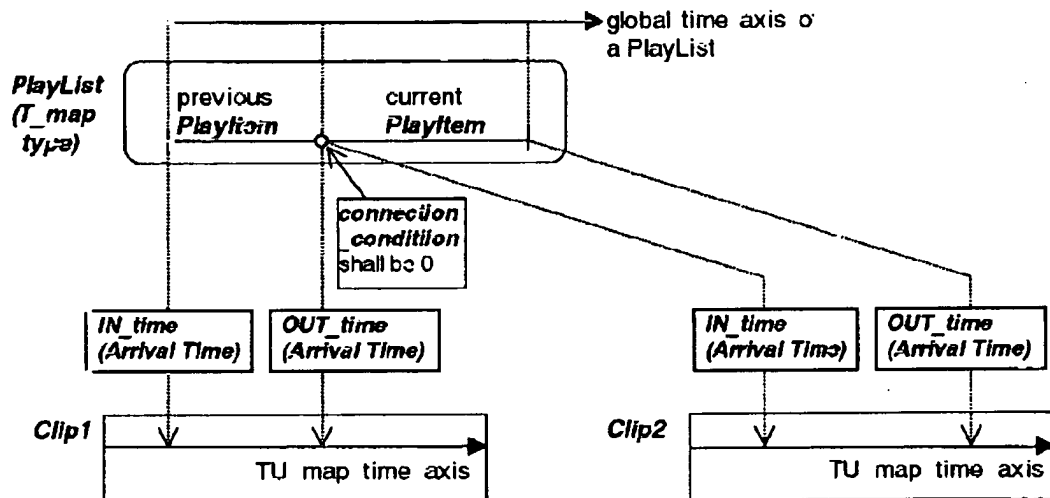 global time axis o
a PlayList
PlayList
(T_map
type)
previous
PlayItem
current
PlayItem
connection
_condition
shall be 0
IN_time
(Arrival Time)
OUT_time
(Arrival Time)
IN_time
(Arrival Time)
OUT_time
(Arrival Time)
Clip1
TU map time axis
Clip2
TU map time axis